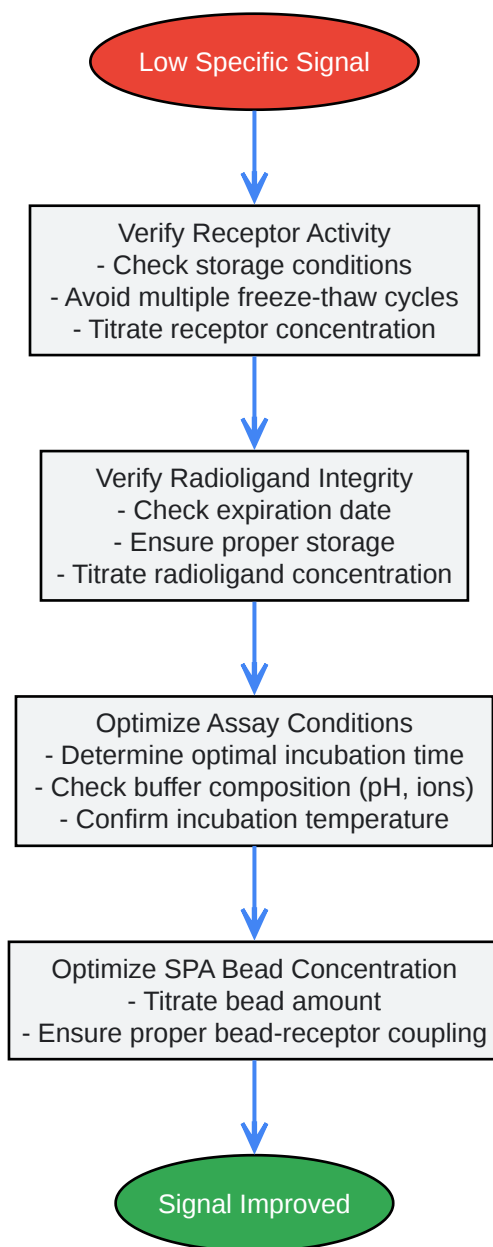 Low Specific Signal
Verify Receptor Activity
- Check storage conditions
- Avoid multiple freeze-thaw cycles
- Titrate receptor concentration
Verify Radioligand Integrity
- Check expiration date
- Ensure proper storage
- Titrate radioligand concentration
Optimize Assay Conditions
- Determine optimal incubation time
- Check buffer composition (pH, ions)
- Confirm incubation temperature
Optimize SPA Bead Concentration
- Titrate bead amount
- Ensure proper bead-receptor coupling
Signal Improved